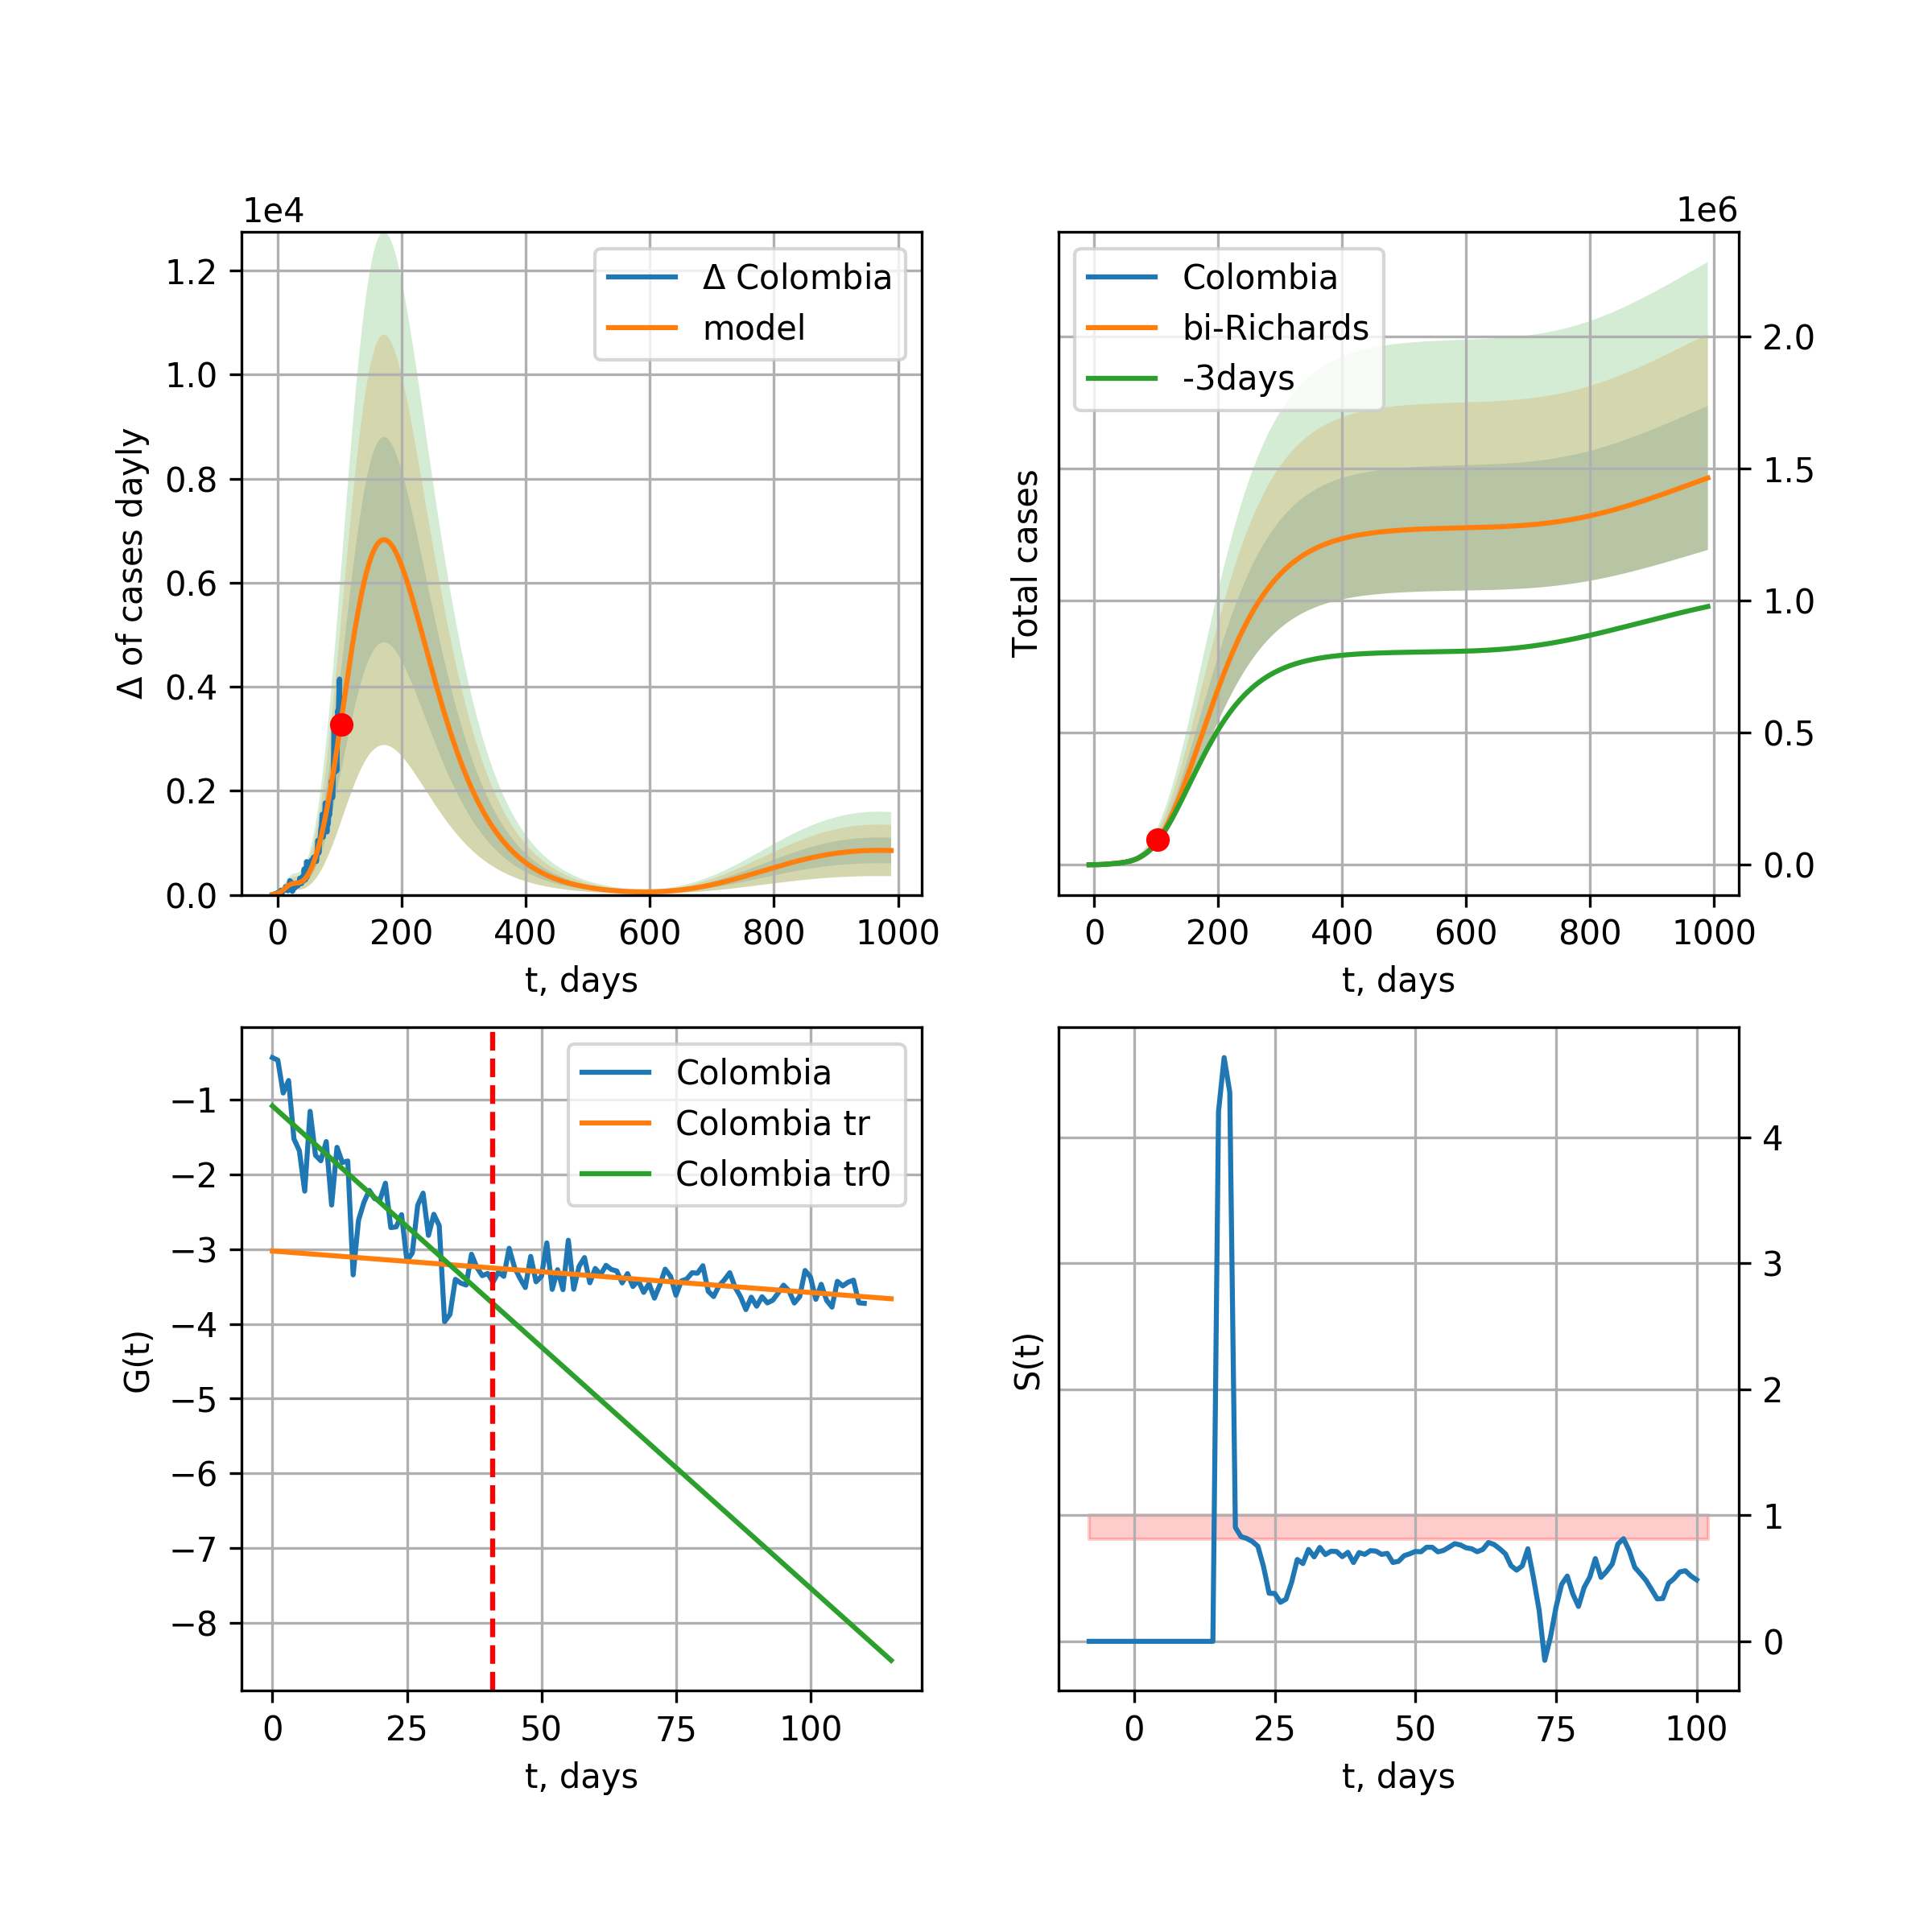 1e4
Δ of cases dayly
1.2
1.0
0.8
0.6
0.4
0.2
0.0
Δ Colombia
model
0 200 400 600 800 1000
t, days
1e6
Total cases
Colombia
bi-Richards
-3days
2.0
1.5
1.0
0.5
0.0
0 200 400 600 800 1000
t, days
G(t)
−1
−2
−3
−4
−5
−6
−7
−8
Colombia
Colombia tr
Colombia tr0
0 25 50 75 100
t, days
S(t)
4
3
2
1
0
0 25 50 75 100
t, days